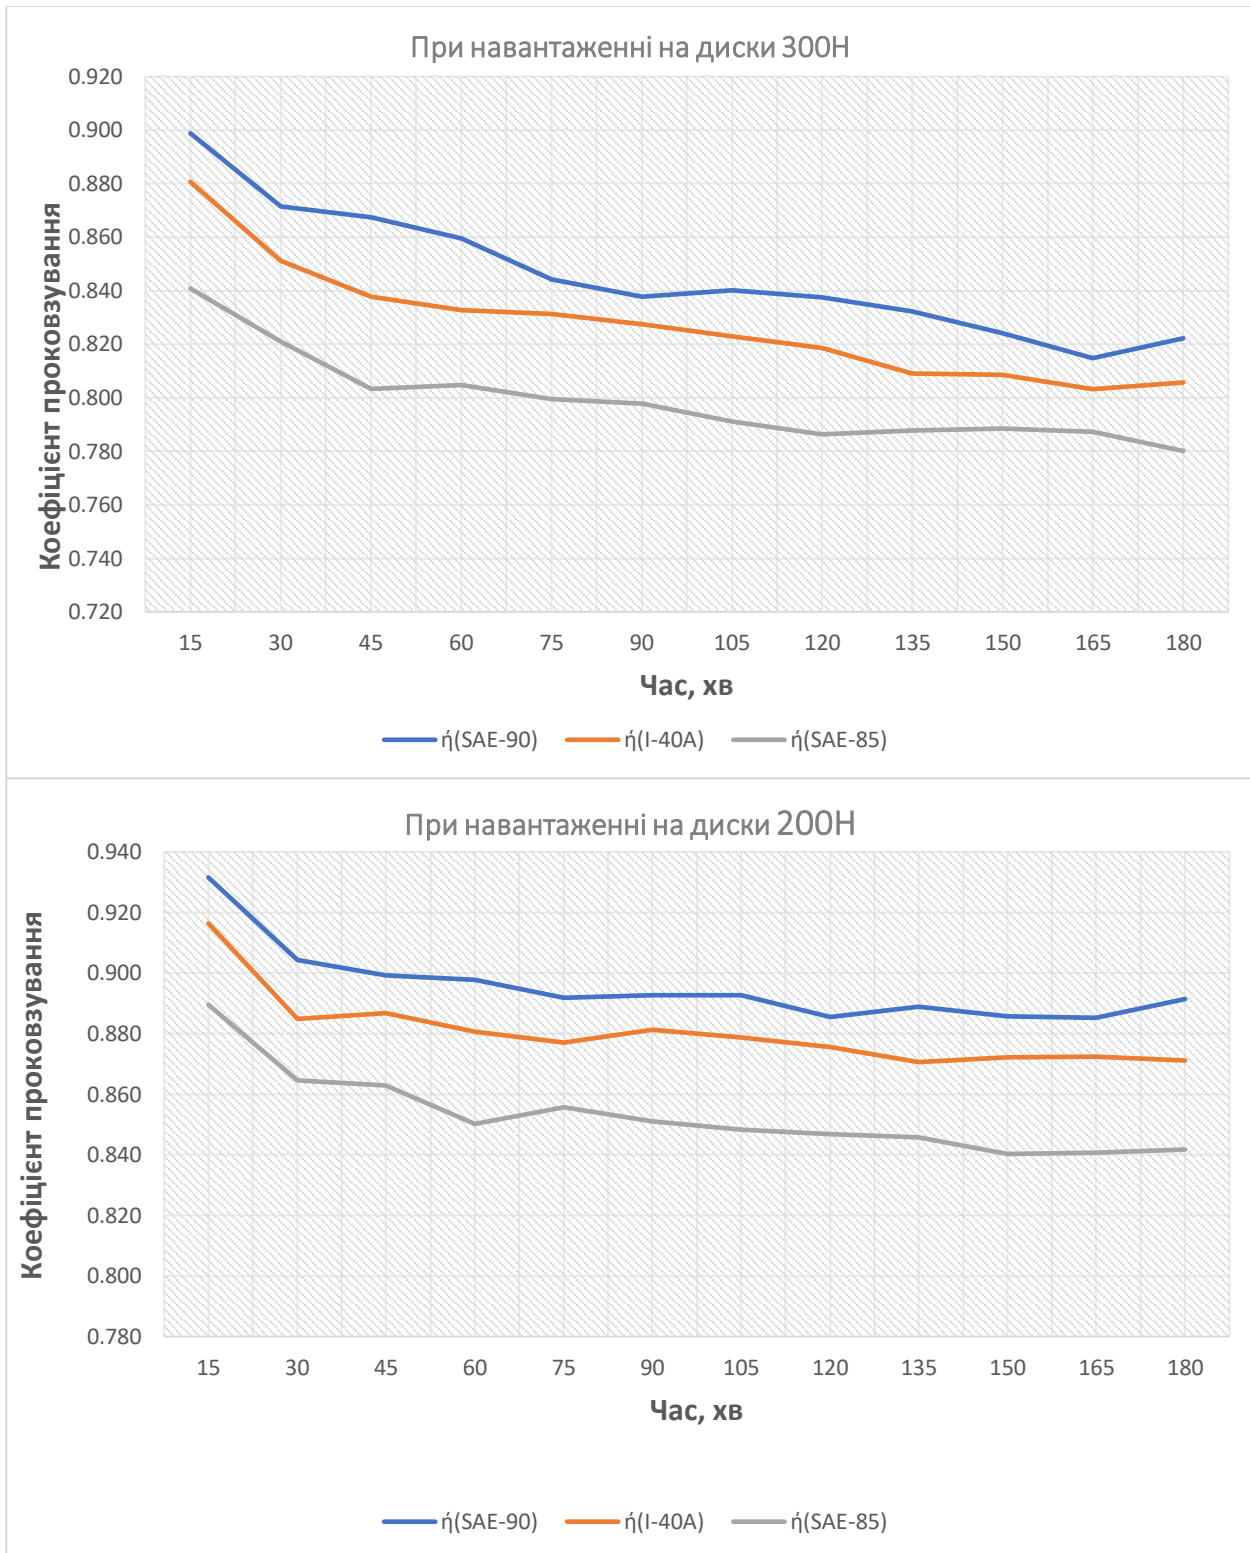 При навантаженні на диски 300Н
0.920
0.900
0.880
0.860
0.840
0.820
0.800
0.780
0.760
0.740
0.720
Коефіцієнт проковзування
15 30 45 60 75 90 105 120 135 150 165 180
Час, хв
ή(SAE-90) ή(I-40A) ή(SAE-85)
При навантаженні на диски 200Н
0.940
0.920
0.900
0.880
0.860
0.840
0.820
0.800
0.780
Коефіцієнт проковзування
15 30 45 60 75 90 105 120 135 150 165 180
Час, хв
ή(SAE-90) ή(I-40A) ή(SAE-85)